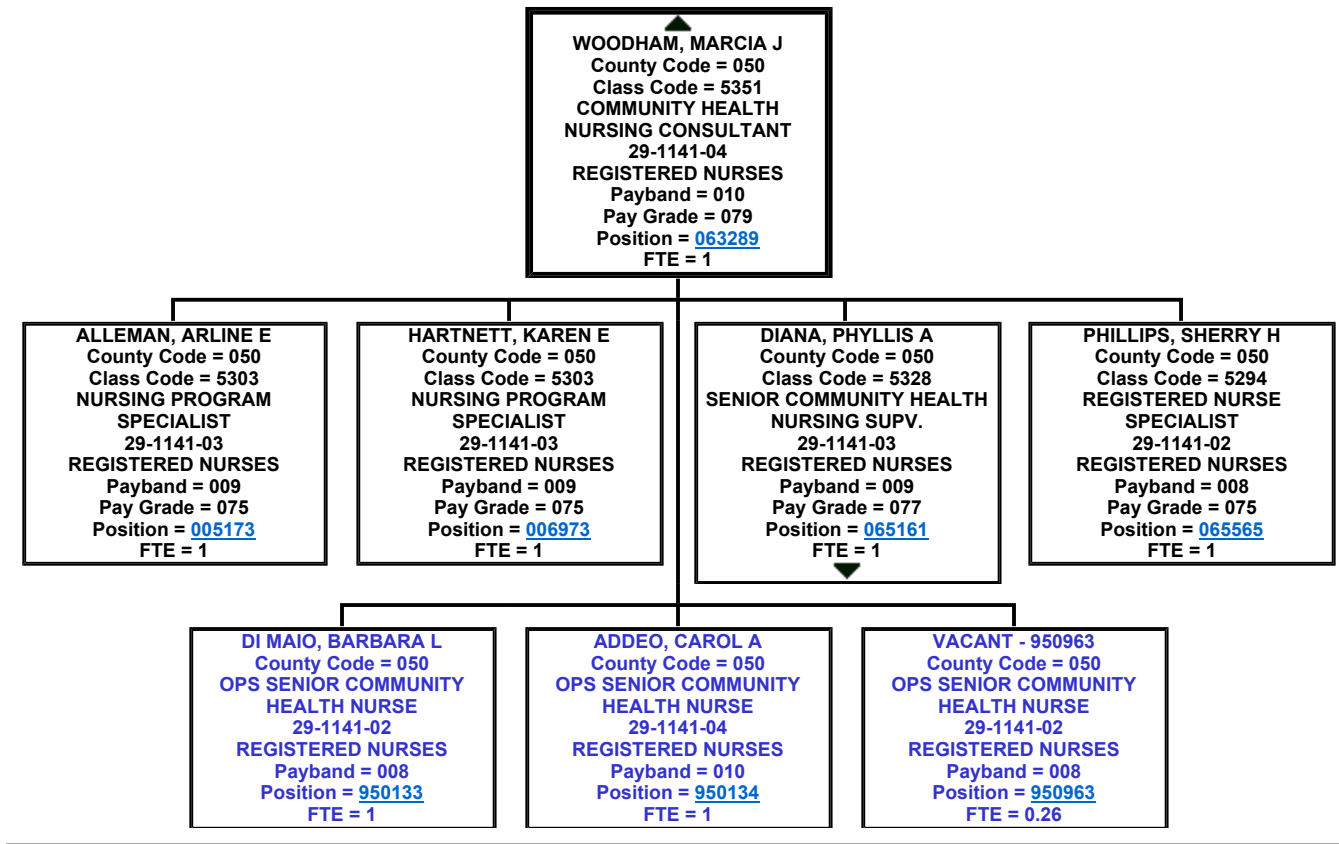 WOODHAM, MARCIA J
County Code = 050
Class Code = 5351
COMMUNITY HEALTH
NURSING CONSULTANT
29-1141-04
REGISTERED NURSES
Payband = 010
Pay Grade = 079
Position = 063289
FTE = 1
ALLEMAN, ARLINE E
County Code = 050
Class Code = 5303
NURSING PROGRAM
SPECIALIST
29-1141-03
REGISTERED NURSES
Payband = 009
Pay Grade = 075
Position = 005173
FTE = 1
HARTNETT, KAREN E
County Code = 050
Class Code = 5303
NURSING PROGRAM
SPECIALIST
29-1141-03
REGISTERED NURSES
Payband = 009
Pay Grade = 075
Position = 006973
FTE = 1
DIANA, PHYLLIS A
County Code = 050
Class Code = 5328
SENIOR COMMUNITY HEALTH
NURSING SUPV.
29-1141-03
REGISTERED NURSES
Payband = 009
Pay Grade = 077
Position = 065161
FTE = 1
PHILLIPS, SHERRY H
County Code = 050
Class Code = 5294
REGISTERED NURSE
SPECIALIST
29-1141-02
REGISTERED NURSES
Payband = 008
Pay Grade = 075
Position = 065565
FTE = 1
DI MAIO, BARBARA L
County Code = 050
OPS SENIOR COMMUNITY
HEALTH NURSE
29-1141-02
REGISTERED NURSES
Payband = 008
Position = 950133
FTE = 1
ADDEO, CAROL A
County Code = 050
OPS SENIOR COMMUNITY
HEALTH NURSE
29-1141-04
REGISTERED NURSES
Payband = 010
Position = 950134
FTE = 1
VACANT - 950963
County Code = 050
OPS SENIOR COMMUNITY
HEALTH NURSE
29-1141-02
REGISTERED NURSES
Payband = 008
Position = 950963
FTE = 0.26